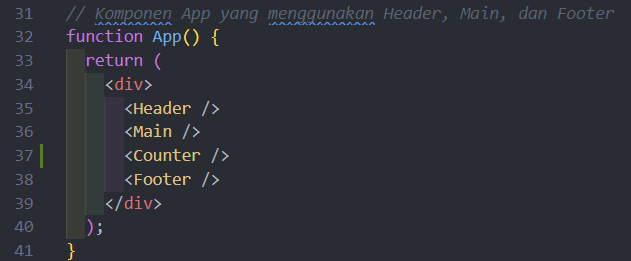 31 // Komponen App yang menggunakan Header, Main, dan Footer
32 function App() {
33   return (
34     <div>
35       <Header />
36       <Main />
37       <Counter />
38       <Footer />
39     </div>
40   );
41 }